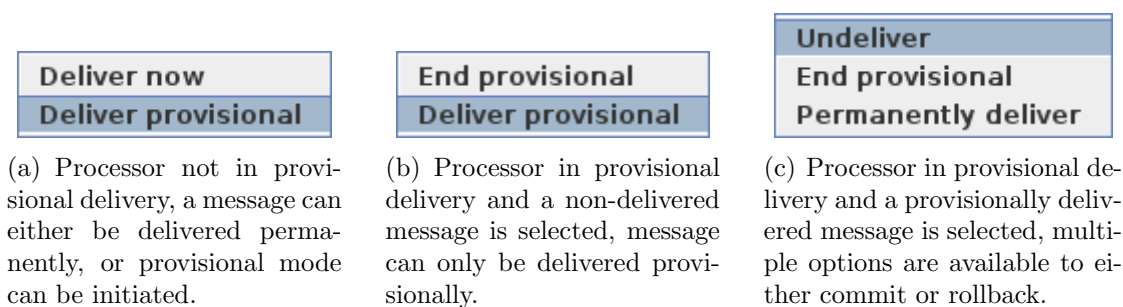 Deliver now
Deliver provisional
(a) Processor not in provi-
sional delivery, a message can
either be delivered perma-
nently, or provisional mode
can be initiated.
End provisional
Deliver provisional
(b) Processor in provisional
delivery and a non-delivered
message is selected, message
can only be delivered provi-
sionally.
Undeliver
End provisional
Permanently deliver
(c) Processor in provisional de-
livery and a provisionally deliv-
ered message is selected, multi-
ple options are available to ei-
ther commit or rollback.